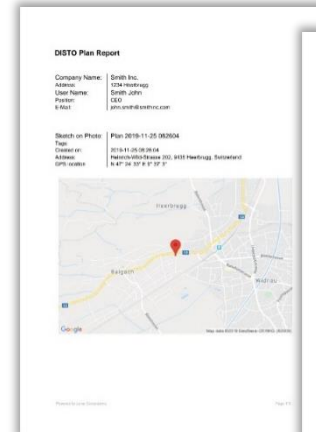 DISTO Plan Report
Company Name: Smith Inc.
Address: 1234 Heerbrugg
User Name: Smith John
Position: CEO
E-Mail: john.smith@smithinc.com
Sketch on Photo: Plan 2019-11-25 082604
Tags:
Created on: 2019-11-25 08:26:04
Address: Heinrich-Wild-Strasse 202, 9435 Heerbrugg, Switzerland
GPS location
Heerbrugg
Balgach
Widnau
Google